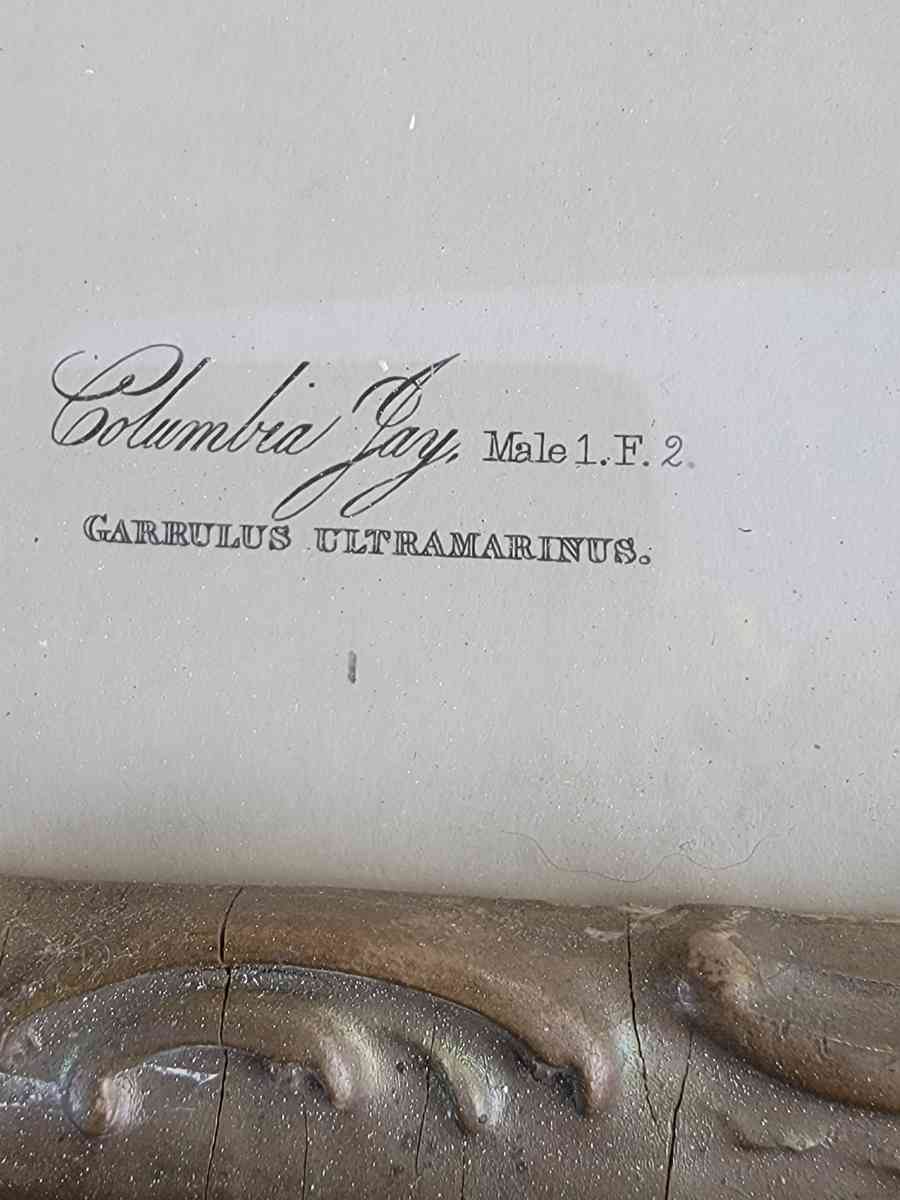 Columbia Jay, Male 1. F. 2.
GARRULUS ULTRAMARINUS.